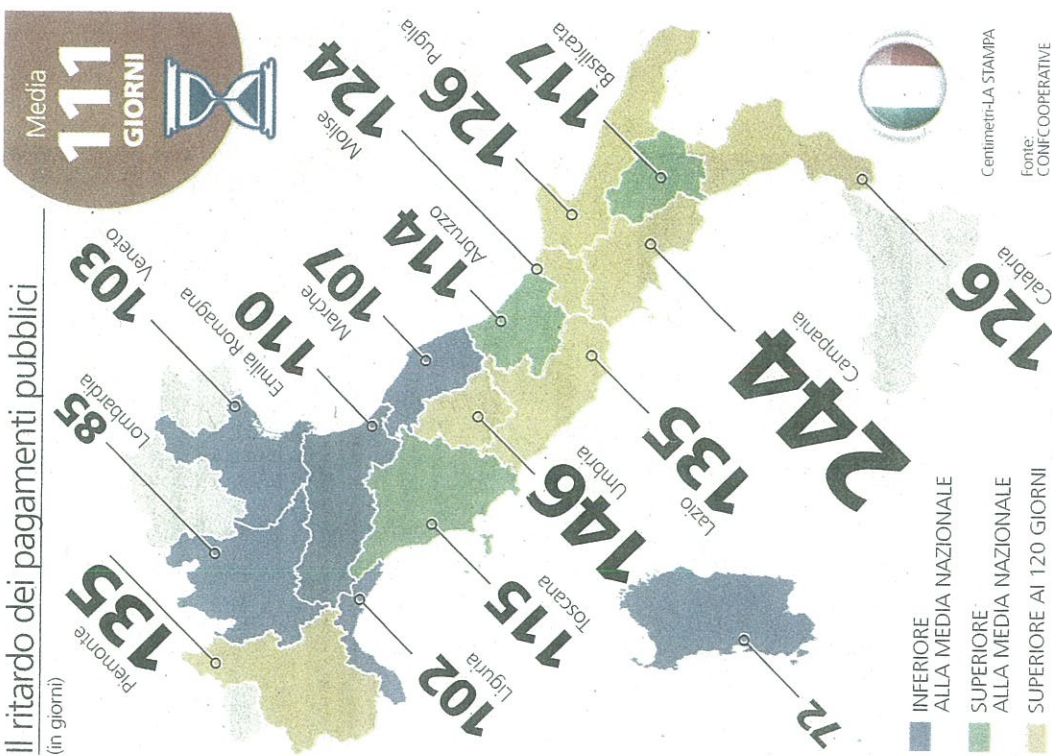 Il ritardo dei pagamenti pubblici
(in giorni)
Media
111
GIORNI
Piemonte
135
Lombardia
85
Veneto
103
Emilia Romagna
110
Marche
107
Abruzzo
114
Molise
124
Puglia
126
Basilicata
117
Liguria
102
Toscana
115
Umbria
146
Lazio
135
Campania
244
Calabria
126
72
INFERIORE
ALLA MEDIA NAZIONALE
SUPERIORE
ALLA MEDIA NAZIONALE
SUPERIORE AI 120 GIORNI
Centimetri-LA STAMPA
Fonte:
CONFCOOPERATIVE